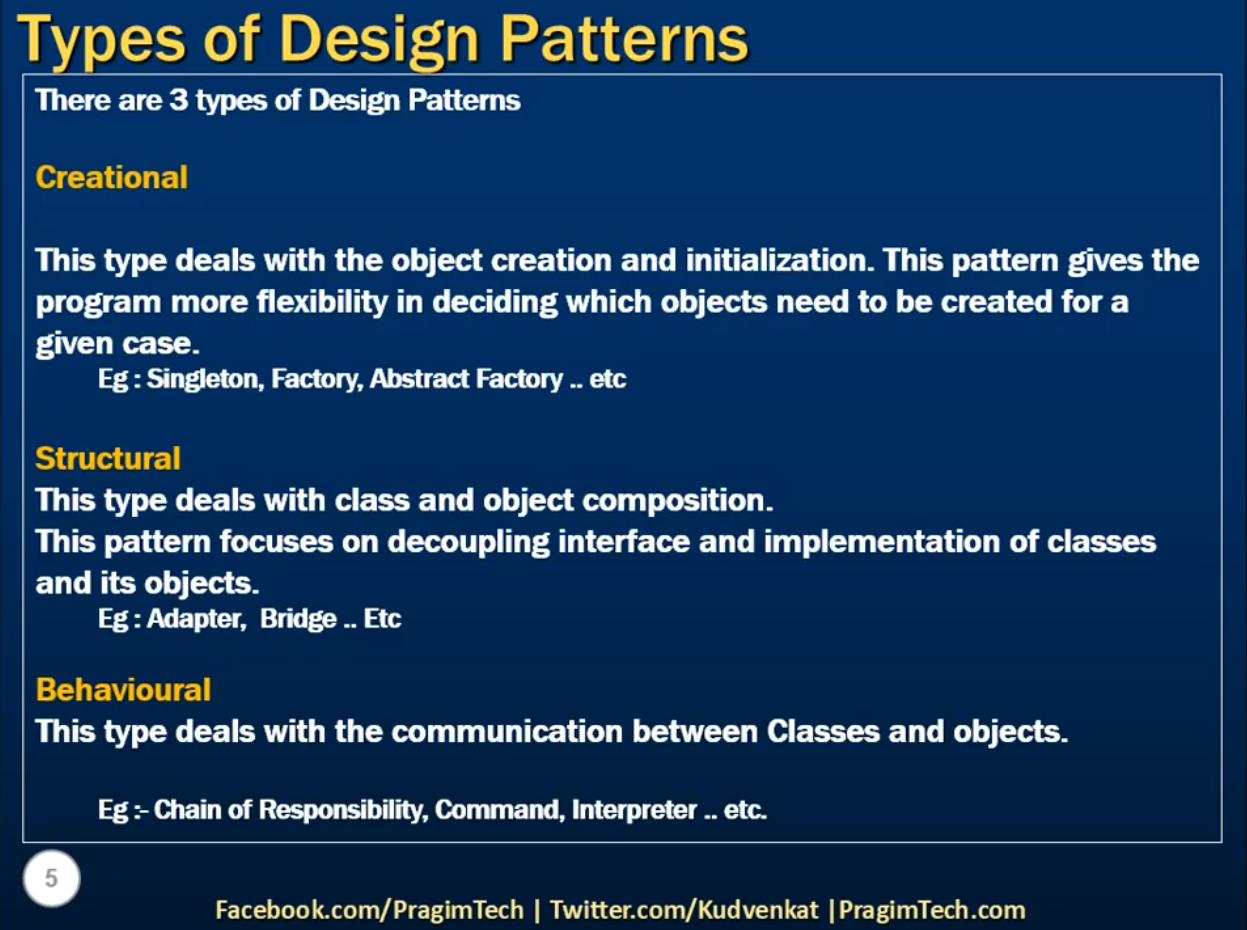 Types of Design Patterns
There are 3 types of Design Patterns
Creational
This type deals with the object creation and initialization. This pattern gives the
program more flexibility in deciding which objects need to be created for a
given case.
Eg : Singleton, Factory, Abstract Factory .. etc
Structural
This type deals with class and object composition.
This pattern focuses on decoupling interface and implementation of classes
and its objects.
Eg : Adapter, Bridge .. Etc
Behavioural
This type deals with the communication between Classes and objects.
Eg :- Chain of Responsibility, Command, Interpreter .. etc.
5
Facebook.com/PragimTech | Twitter.com/Kudvenkat |PragimTech.com